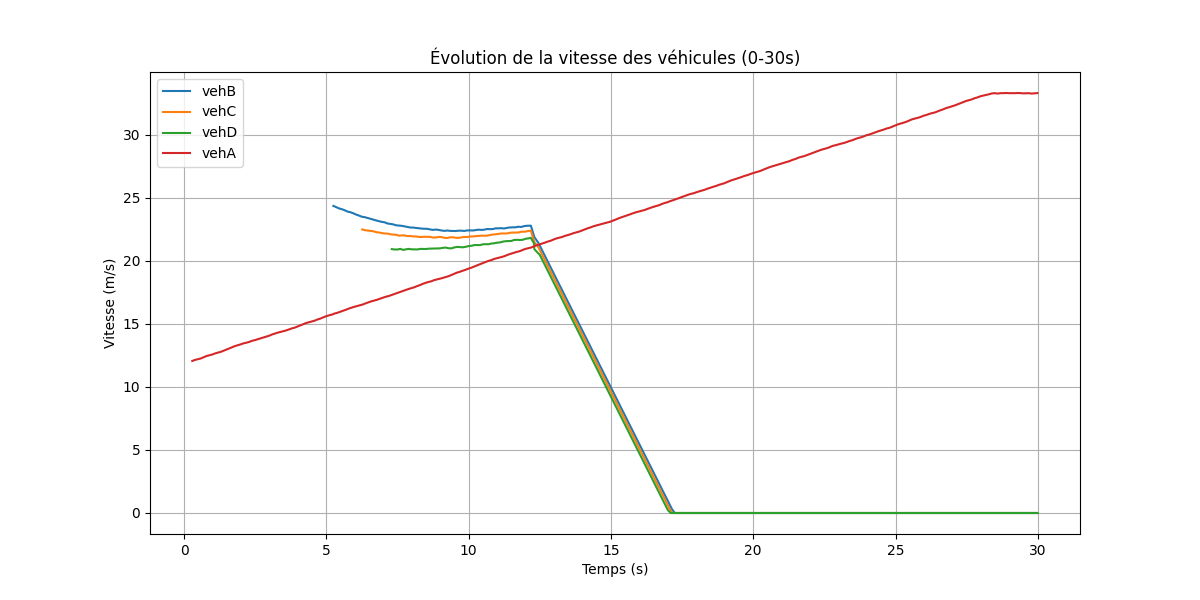 Évolution de la vitesse des véhicules (0-30s)
vehB
vehC
vehD
vehA
Vitesse (m/s)
30
25
20
15
10
5
0
0 5 10 15 20 25 30
Temps (s)